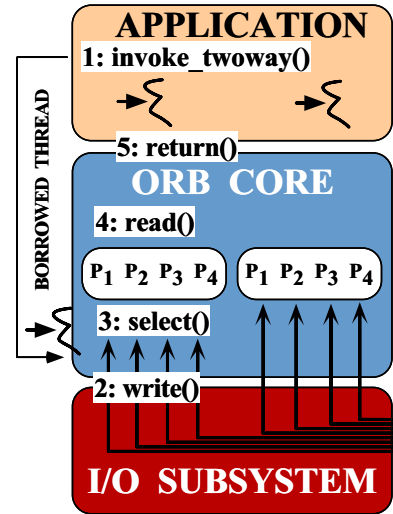 APPLICATION
1: invoke_twoway()
BORROWED THREAD
5: return()
ORB CORE
4: read()
P1 P2 P3 P4 P1 P2 P3 P4
3: select()
2: write()
I/O SUBSYSTEM